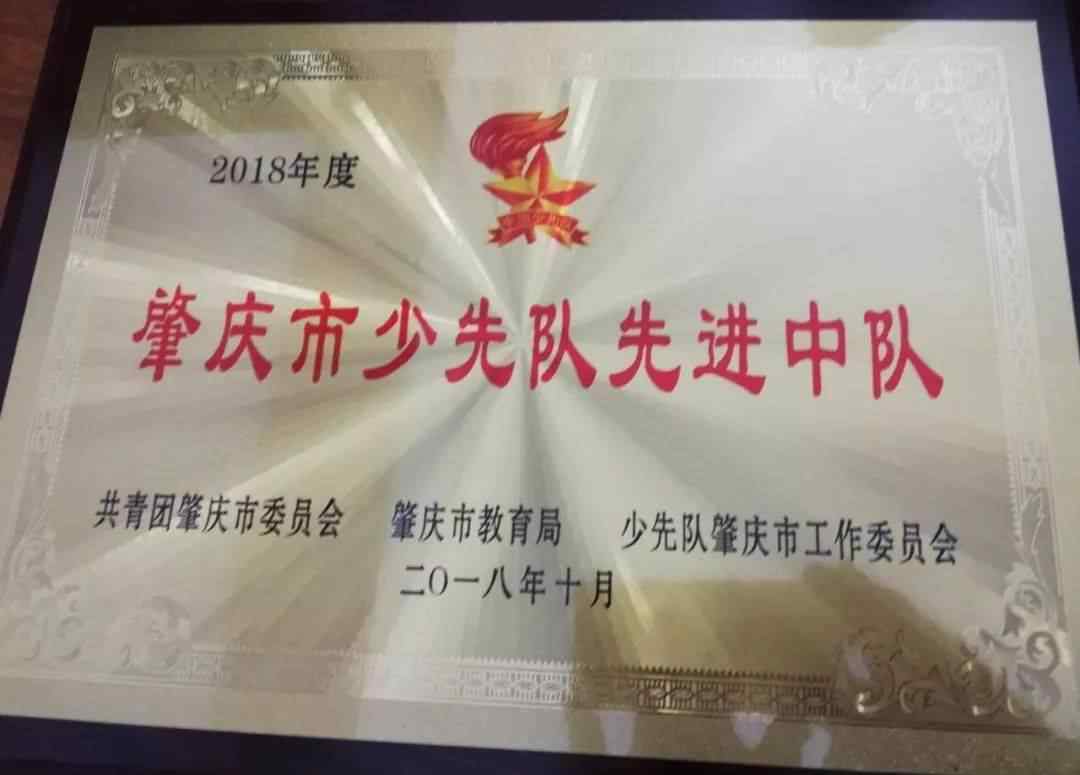 2018年度
肇庆市少先队先进中队
共青团肇庆市委员会 肇庆市教育局 少先队肇庆市工作委员会
二〇一八年十月